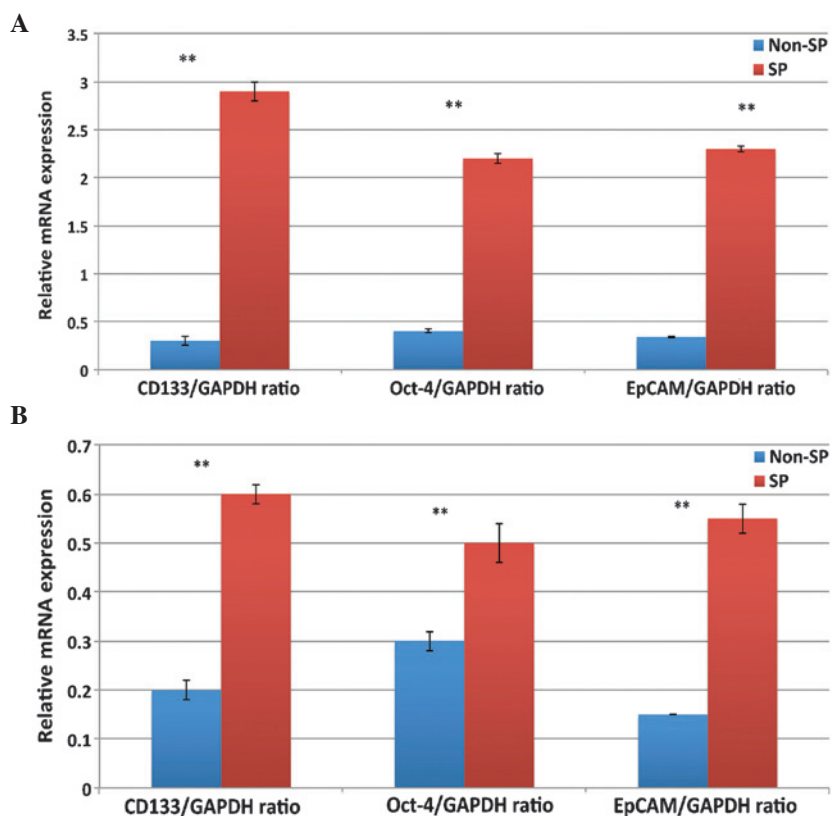 A
Relative mRNA expression
3.5
3
2.5
2
1.5
1
0.5
0
**
**
**
Non-SP
SP
CD133/GAPDH ratio
Oct-4/GAPDH ratio
EpCAM/GAPDH ratio
B
Relative mRNA expression
0.7
0.6
0.5
0.4
0.3
0.2
0.1
0
**
**
**
Non-SP
SP
CD133/GAPDH ratio
Oct-4/GAPDH ratio
EpCAM/GAPDH ratio